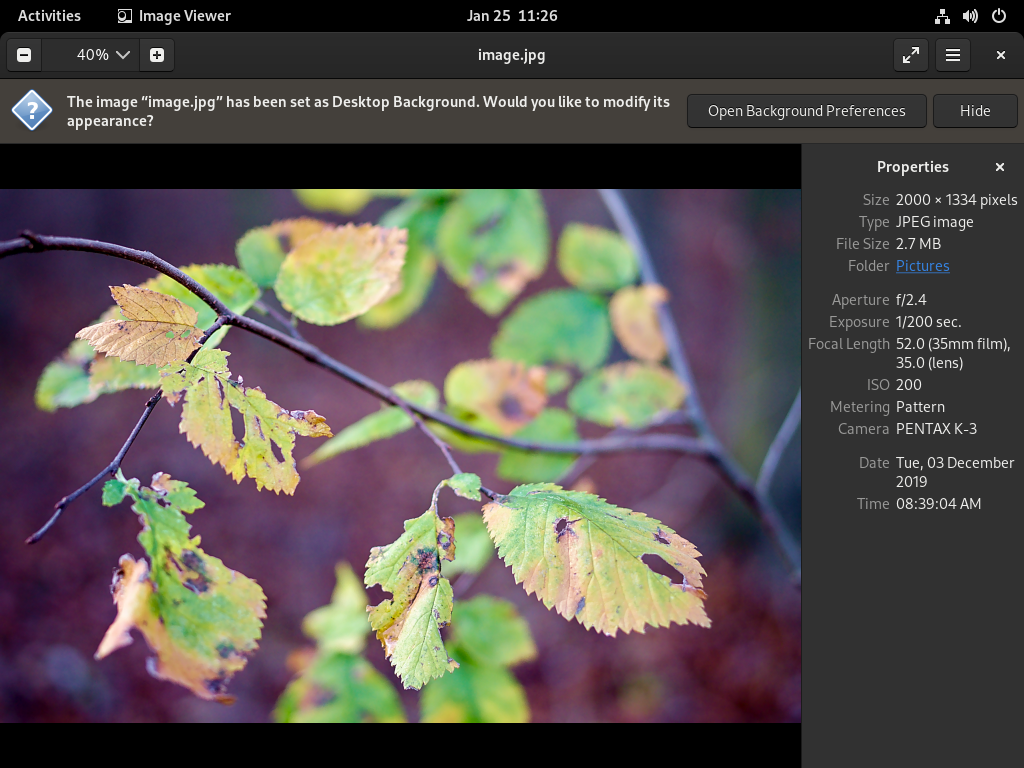 Activities
Image Viewer
Jan 25 11:26
40%
image.jpg
The image “image.jpg” has been set as Desktop Background. Would you like to modify its
appearance?
Open Background Preferences
Hide
Properties
Size 2000 × 1334 pixels
Type JPEG image
File Size 2.7 MB
Folder Pictures
Aperture f/2.4
Exposure 1/200 sec.
Focal Length 52.0 (35mm film),
35.0 (lens)
ISO 200
Metering Pattern
Camera PENTAX K-3
Date Tue, 03 December
2019
Time 08:39:04 AM